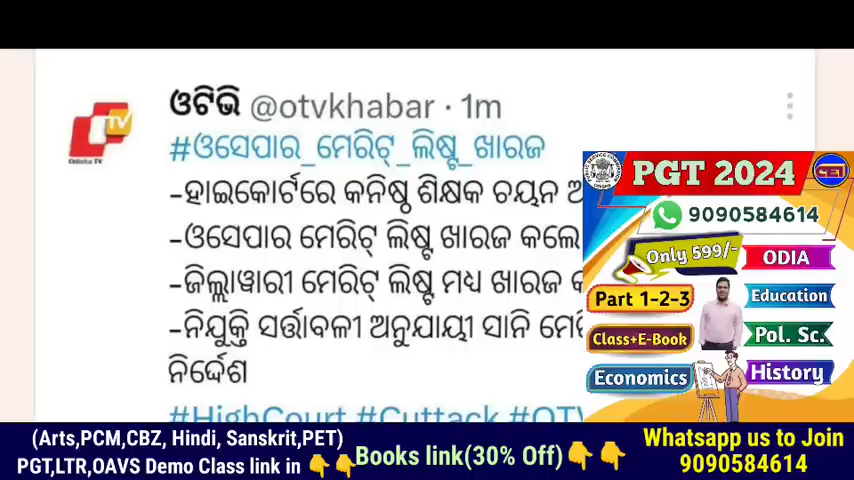 ଓଟିଭି @otvkhabar · 1m
#ଓସେପାର_ମେରିଟ୍_ଲିଷ୍ଟ_ଖାରଜ
-ହାଇକୋର୍ଟରେ କନିଷ୍ଠ ଶିକ୍ଷକ ଚୟନ
-ଓସେପାର ମେରିଟ୍ ଲିଷ୍ଟ ଖାରଜ କଲେ
-ଜିଲ୍ଲାୱାରୀ ମେରିଟ୍ ଲିଷ୍ଟ ମଧ୍ୟ ଖାରଜ
-ନିଯୁକ୍ତି ସର୍ତ୍ତାବଳୀ ଅନୁଯାୟୀ ସାନି
ନିର୍ଦ୍ଦେଶ
#HighCourt #Cuttack
TV
Odisha TV
PGT 2024
CET
9090584614
Only 599/-
ODIA
Part 1-2-3
Education
Class+E-Book
Pol. Sc.
Economics
History
(Arts,PCM,CBZ, Hindi, Sanskrit,PET)
PGT,LTR,OAVS Demo Class link in
Books link(30% Off)
Whatsapp us to Join
9090584614